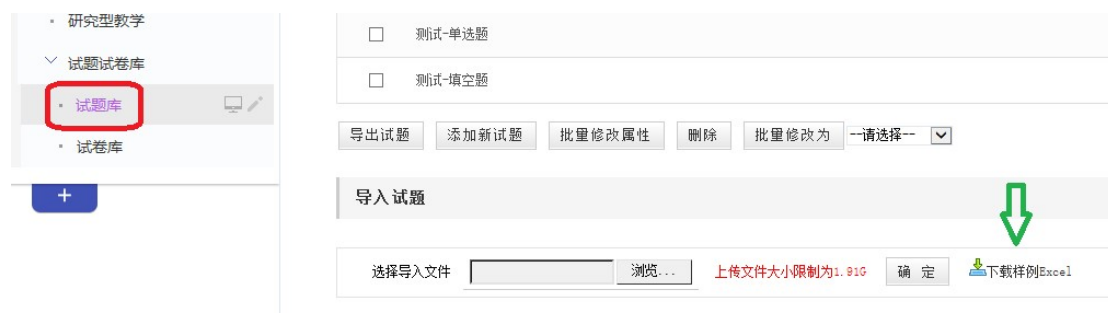 研究型教学
试题试卷库
试题库
试卷库
+
测试-单选题
测试-填空题
导出试题 添加新试题 批量修改属性 删除 批量修改为 --请选择--
导入试题
选择导入文件 浏览... 上传文件大小限制为1.91G 确 定 下载样例Excel